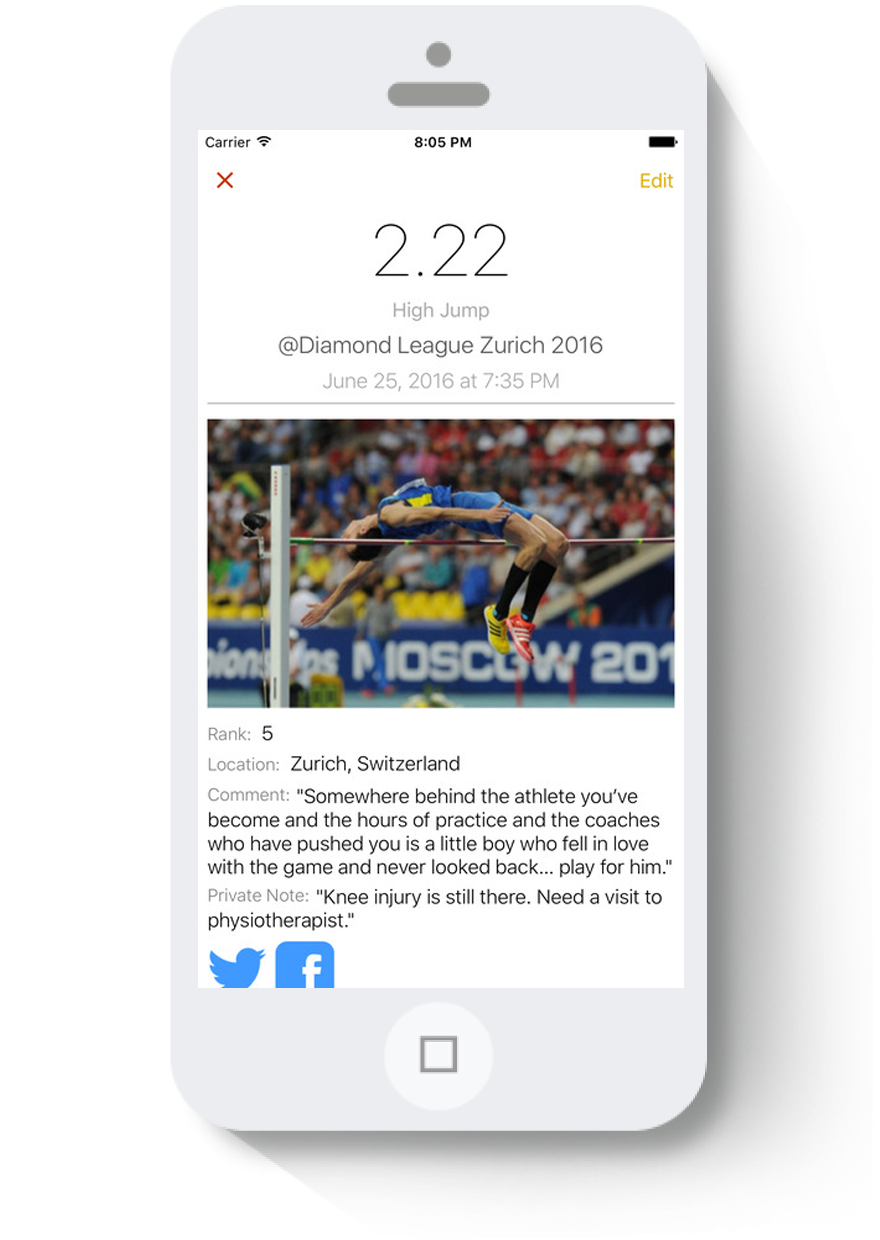 Carrier 8:05 PM
Edit
2.22
High Jump
@Diamond League Zurich 2016
June 25, 2016 at 7:35 PM
MOSCOW 201
Rank: 5
Location: Zurich, Switzerland
Comment: "Somewhere behind the athlete you’ve
become and the hours of practice and the coaches
who have pushed you is a little boy who fell in love
with the game and never looked back... play for him."
Private Note: "Knee injury is still there. Need a visit to
physiotherapist."